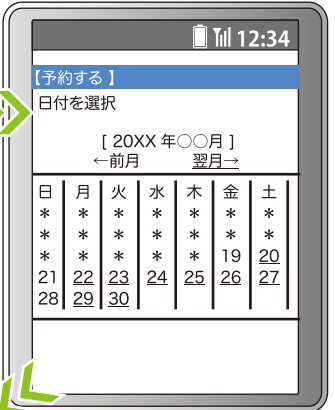 12:34
【予約する 】
日付を選択
[ 20XX 年○○月 ]
←前月 翌月→
日 月 火 水 木 金 土
* * * * * * *
* * * * * * *
* * * * * 19 20
21 22 23 24 25 26 27
28 29 30